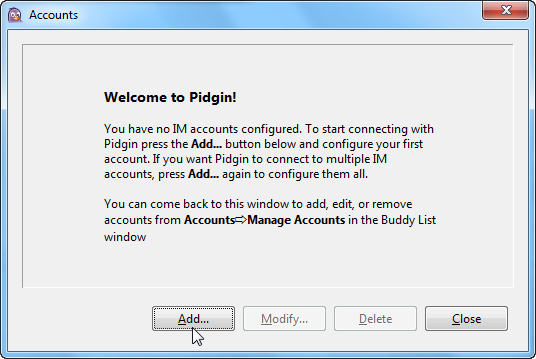 Accounts
Welcome to Pidgin!
You have no IM accounts configured. To start connecting with
Pidgin press the Add... button below and configure your first
account. If you want Pidgin to connect to multiple IM
accounts, press Add... again to configure them all.
You can come back to this window to add, edit, or remove
accounts from Accounts⇨Manage Accounts in the Buddy List
window
Add... Modify... Delete Close